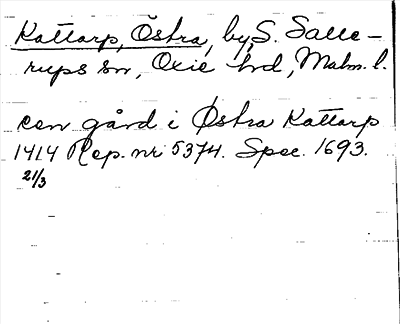 Kattarp, Östra, by, S. Salle-
rups sn, Oxie hrd, Malm. l.
een gård i Østra Kattarp
1414 Rep. nr 5374. Spec. 1693.
21/3